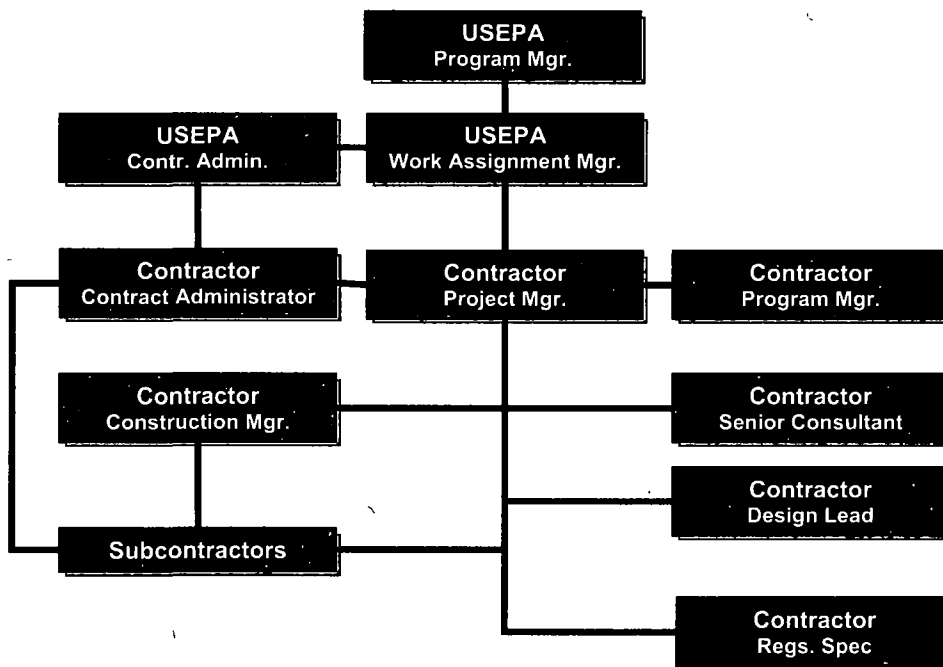 USEPA
Program Mgr.
USEPA
Contr. Admin.
USEPA
Work Assignment Mgr.
Contractor
Contract Administrator
Contractor
Project Mgr.
Contractor
Program Mgr.
Contractor
Construction Mgr.
Contractor
Senior Consultant
Contractor
Design Lead
Subcontractors
Contractor
Regs. Spec